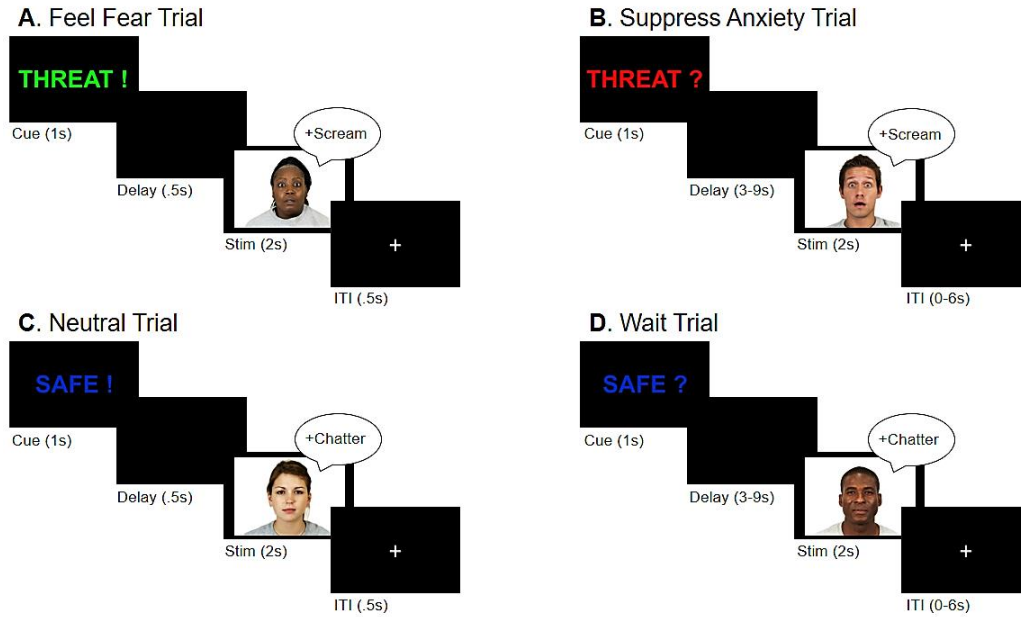 A. Feel Fear Trial
THREAT !
Cue (1s)
Delay (.5s)
+Scream
Stim (2s)
+
ITI (.5s)
B. Suppress Anxiety Trial
THREAT ?
Cue (1s)
Delay (3-9s)
+Scream
Stim (2s)
+
ITI (0-6s)
C. Neutral Trial
SAFE !
Cue (1s)
Delay (.5s)
+Chatter
Stim (2s)
+
ITI (.5s)
D. Wait Trial
SAFE ?
Cue (1s)
Delay (3-9s)
+Chatter
Stim (2s)
+
ITI (0-6s)